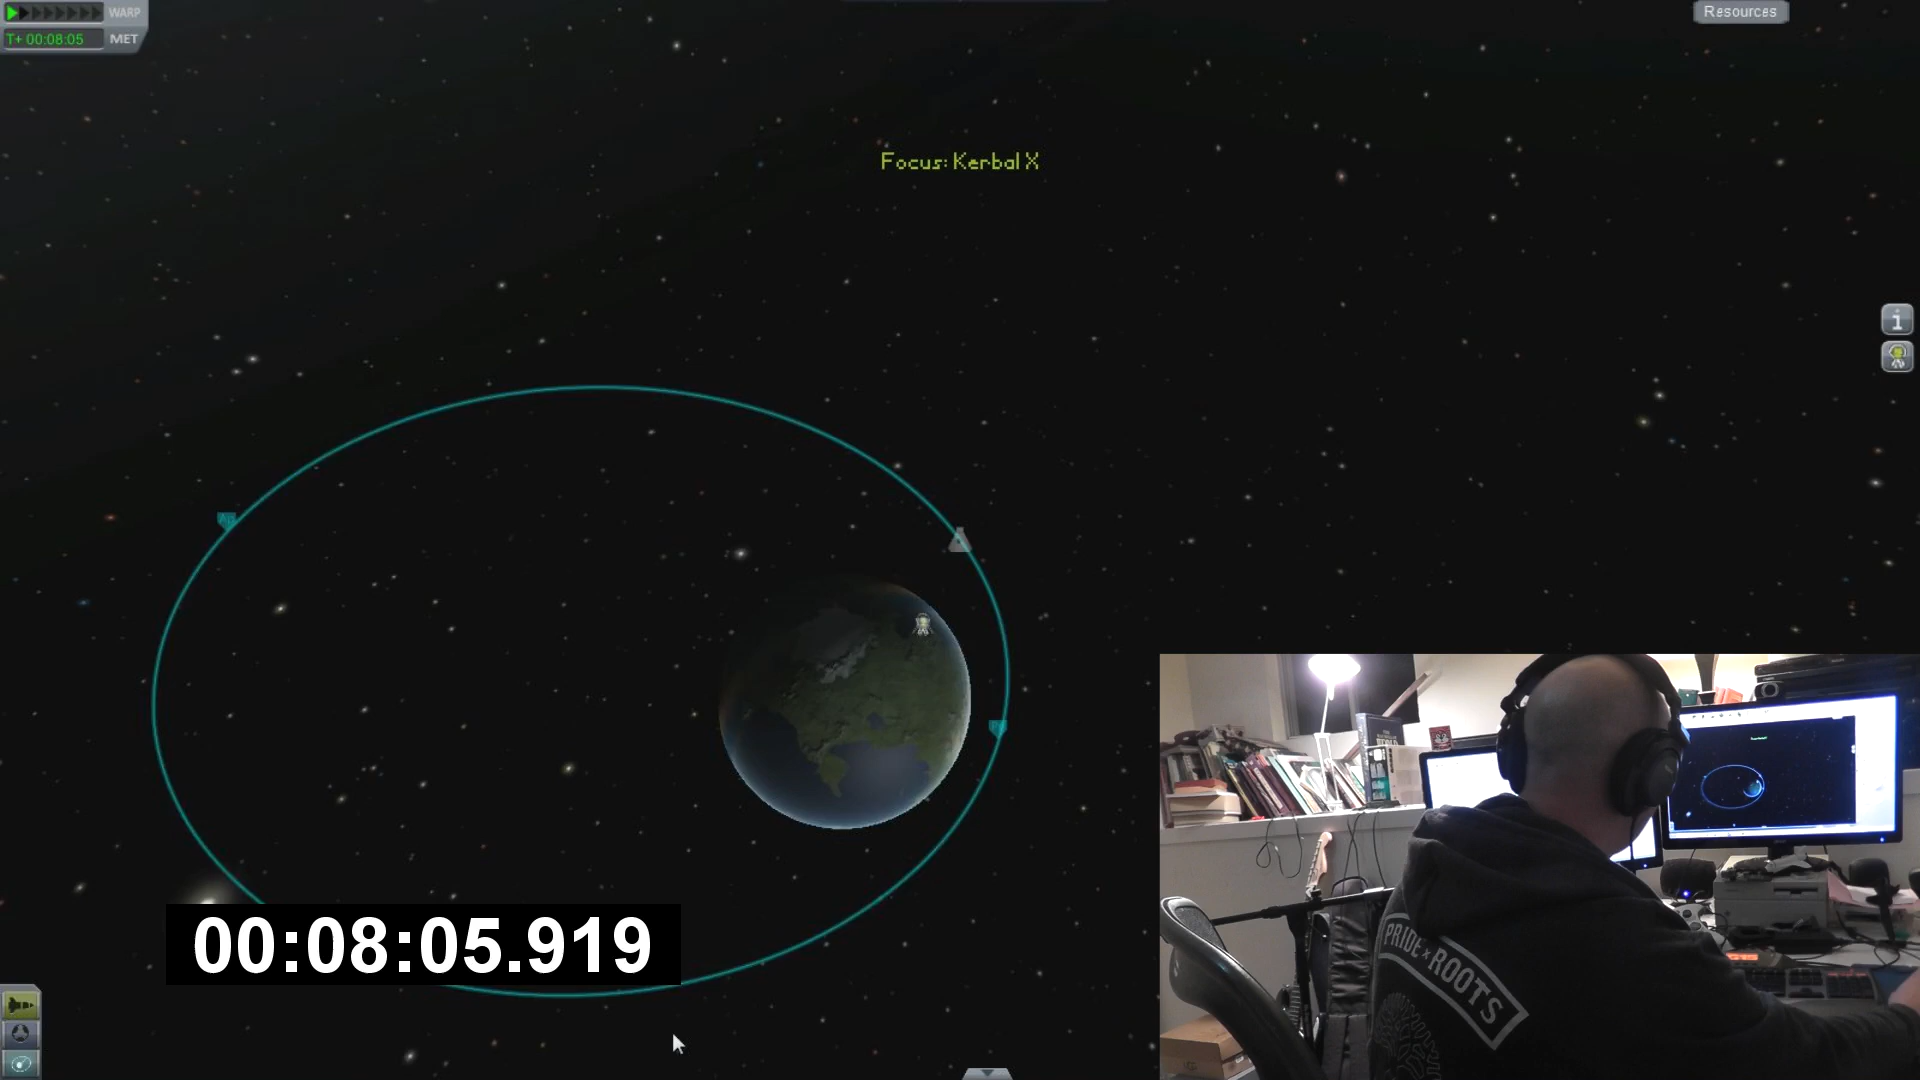 WARP
Resources
T+ 00:08:05 MET
Focus: Kerbal X
00:08:05.919
PRIDE x ROOTS